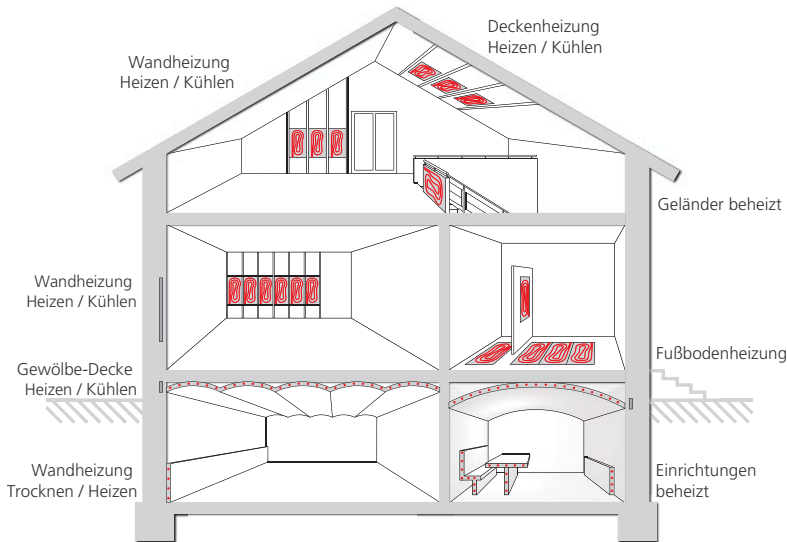 Deckenheizung
Heizen / Kühlen
Wandheizung
Heizen / Kühlen
Geländer beheizt
Wandheizung
Heizen / Kühlen
Fußbodenheizung
Gewölbe-Decke
Heizen / Kühlen
Wandheizung
Trocknen / Heizen
Einrichtungen
beheizt